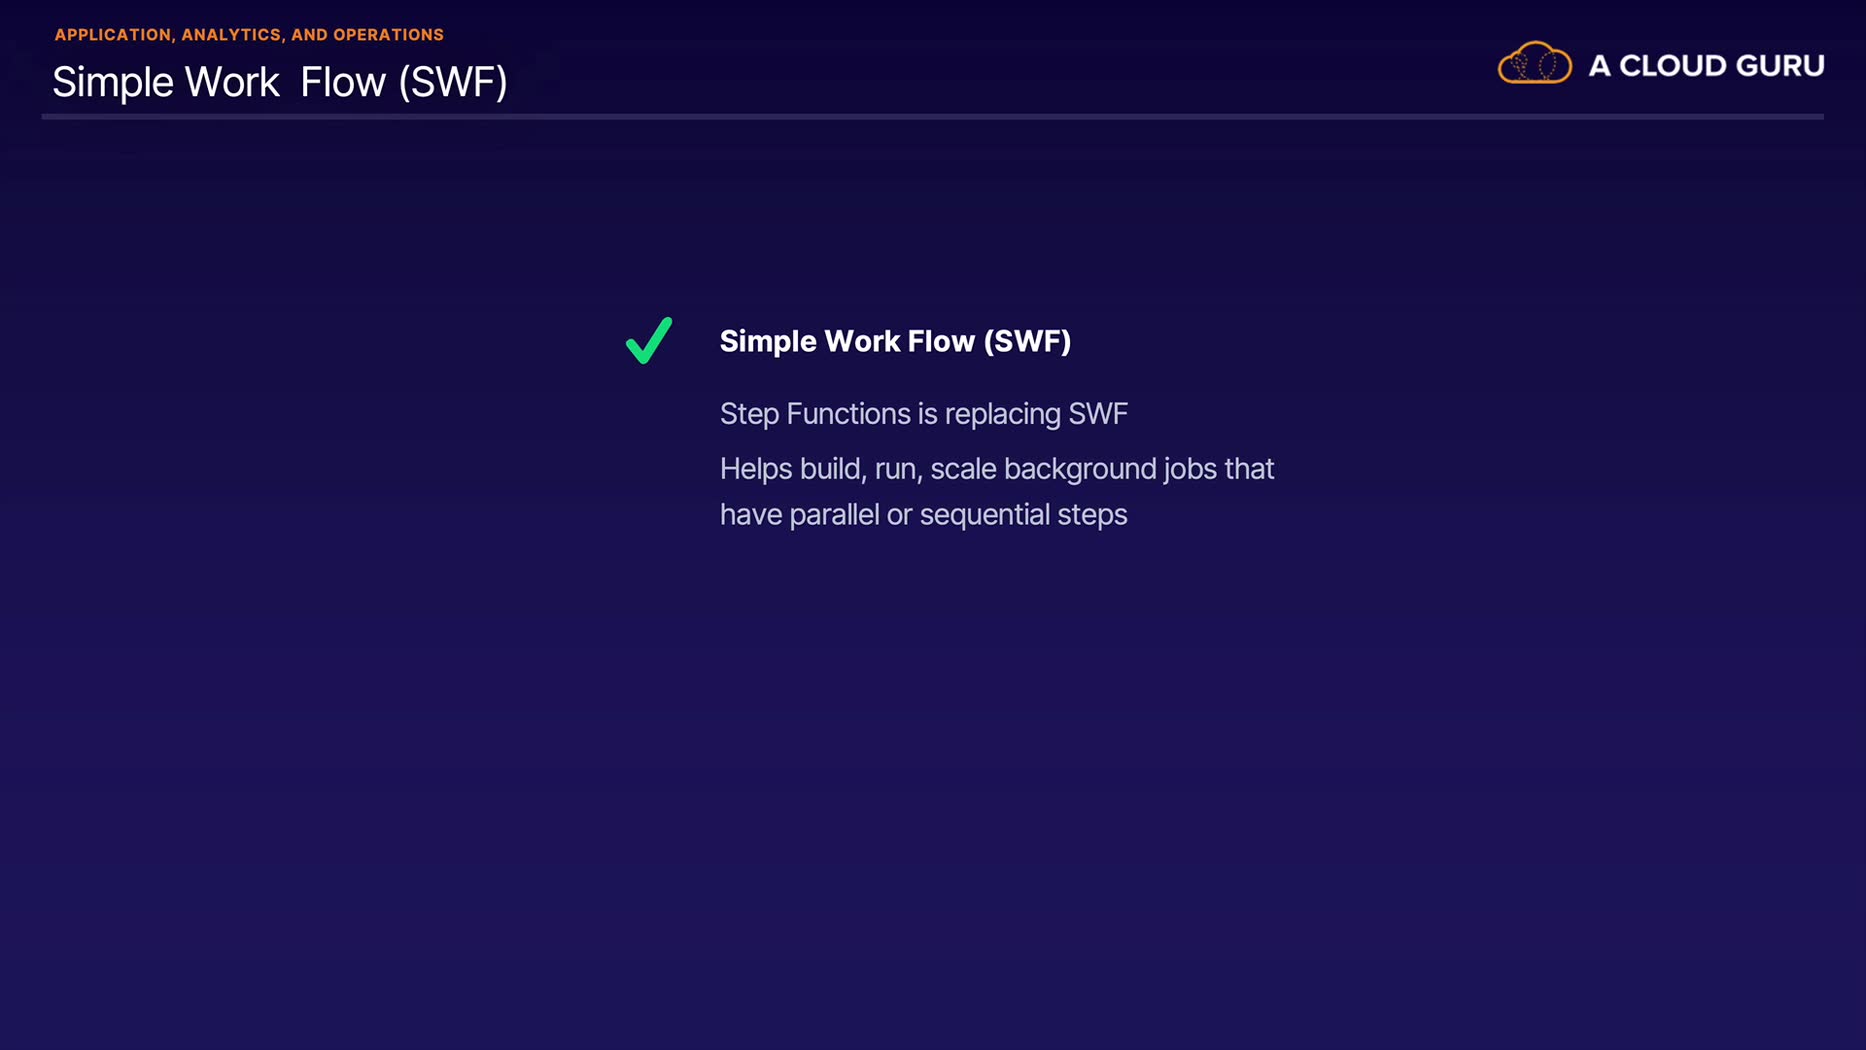 APPLICATION, ANALYTICS, AND OPERATIONS
Simple Work  Flow (SWF)
A CLOUD GURU
Simple Work Flow (SWF)
Step Functions is replacing SWF
Helps build, run, scale background jobs that
have parallel or sequential steps